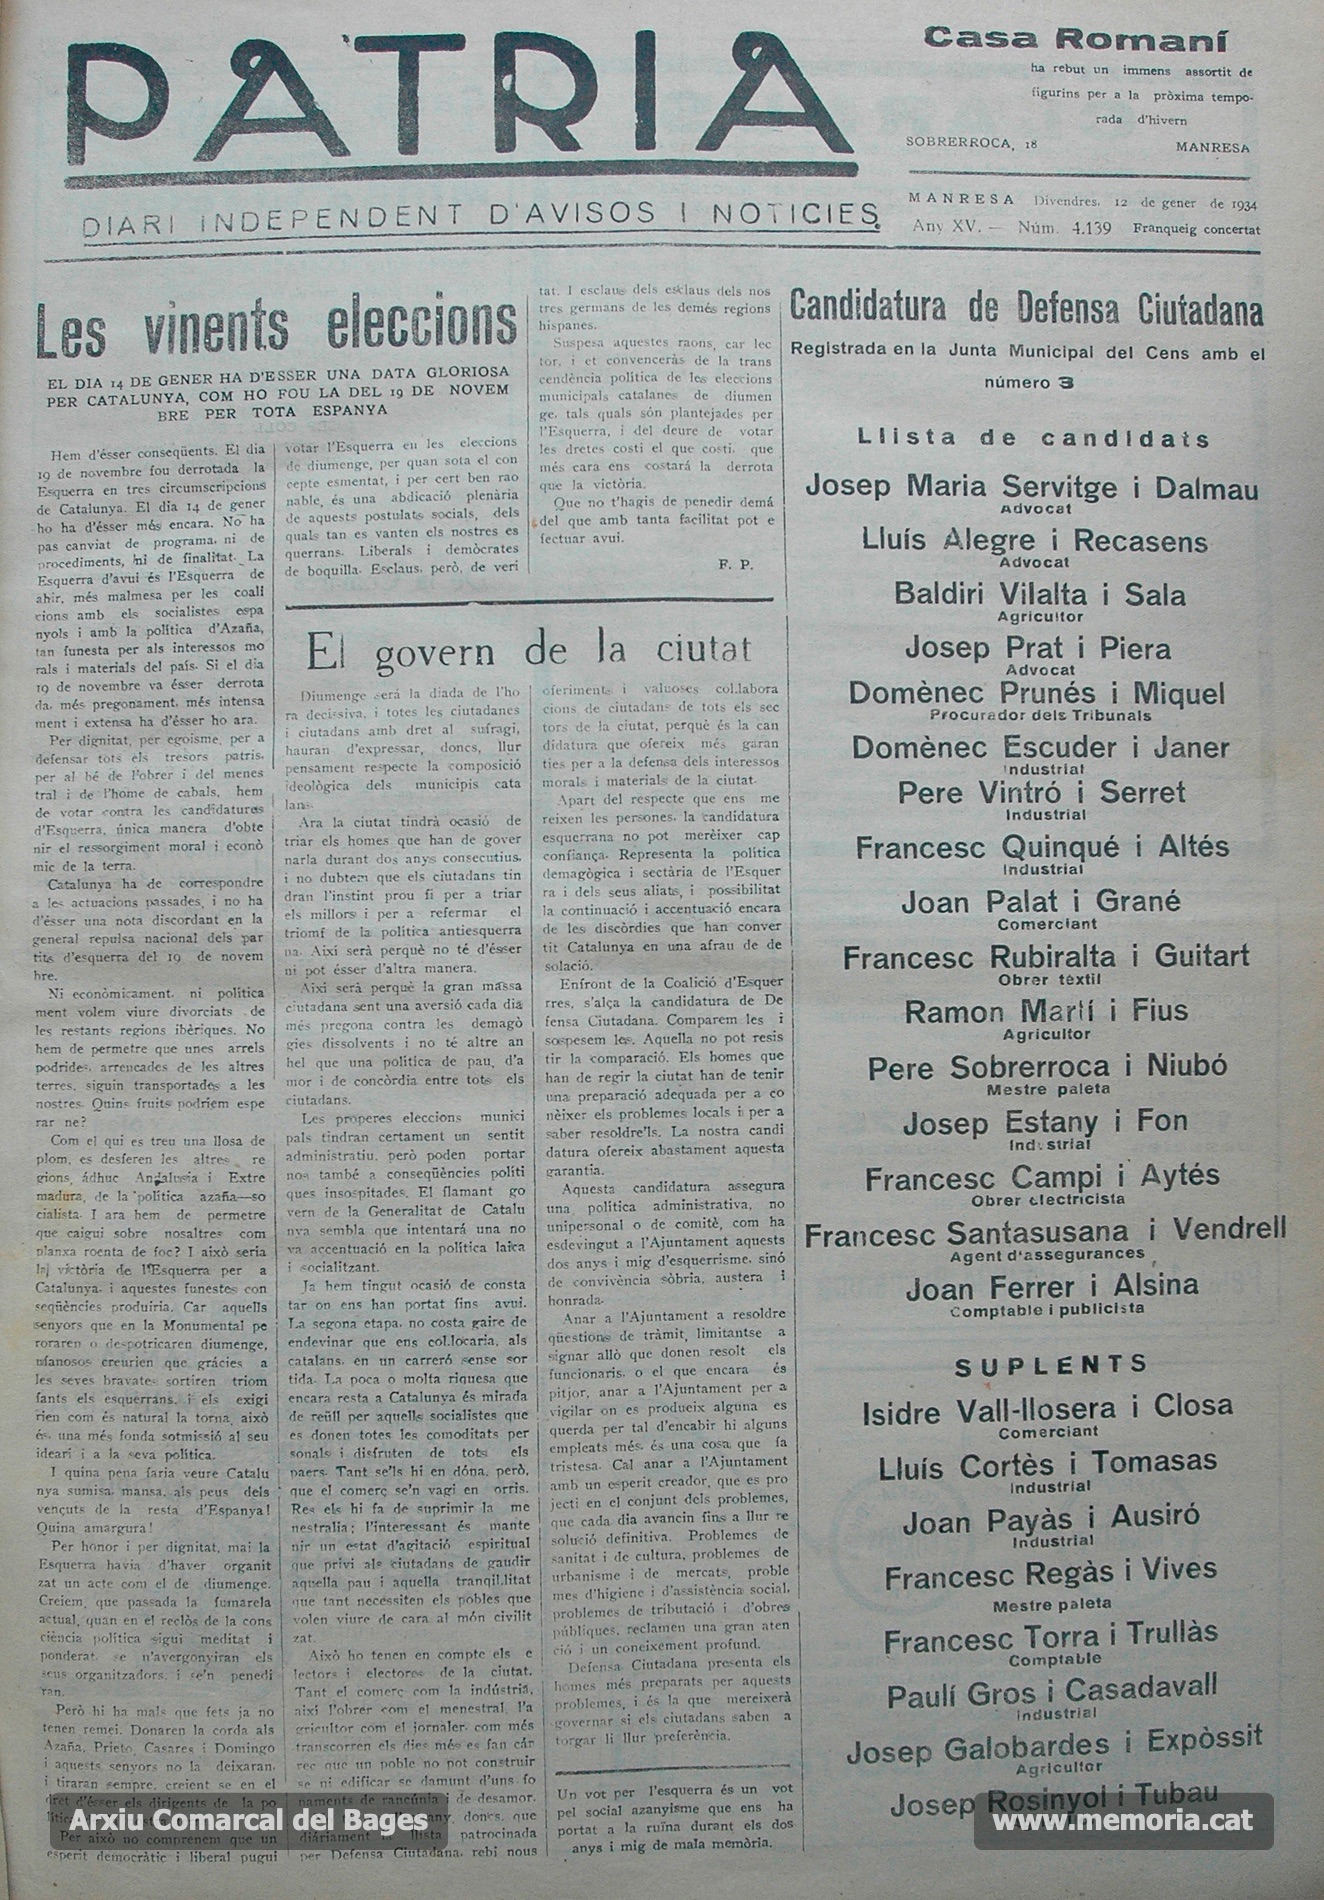 PATRIA
DIARI INDEPENDENT D'AVISOS I NOTICIES
Casa Romaní
ha rebut un immens assortit de
figurins per a la pròxima tempo-
rada d'hivern
SOBRERROCA, 18 MANRESA
MANRESA Divendres, 12 de gener de 1934
Any XV. — Núm. 4.139 Franqueig concertat
Les vinents eleccions
EL DIA 14 DE GENER HA D'ESSER UNA DATA GLORIOSA
PER CATALUNYA, COM HO FOU LA DEL 19 DE NOVEM
BRE PER TOTA ESPANYA
Hem d'ésser conseqüents. El dia
19 de novembre fou derrotada la
Esquerra en tres circumscripcions
de Catalunya. El dia 14 de gener
ho ha d'ésser més encara. No ha
pas canviat de programa, ni de
procediments, ni de finalitat. La
Esquerra d'avui és l'Esquerra de
ahir, més malmesa per les coali
cions amb els socialistes espa
nyols i amb la política d'Azaña,
tan funesta per als interessos mo
rals i materials del país. Si el dia
19 de novembre va ésser derrota
da, més pregonament, més intensa
ment i extensa ha d'ésser ho ara.
Per dignitat, per egoisme, per a
defensar tots els tresors patris,
per al bé de l'obrer i del menes
tral i de l'home de cabals, hem
de votar contra les candidatures
d'Esquerra, única manera d'obte
nir el ressorgiment moral i econò
mic de la terra.
Catalunya ha de correspondre
a les actuacions passades, i no ha
d'ésser una nota discordant en la
general repulsa nacional dels par
tits d'esquerra del 19 de novem
bre.
Ni econòmicament, ni política
ment volem viure divorciats de
les restants regions ibèriques. No
hem de permetre que unes arrels
podrides, arrencades de les altres
terres, siguin transportades a les
nostres. Quins fruits podríem espe
rar ne?
Com el qui es treu una llosa de
plom, es desferen les altres re
gions, àdhuc Andalusia i Extre
madura, de la política azaña—so
cialista. I ara hem de permetre
que caigui sobre nosaltres com
planxa roenta de foc? I això seria
la victòria de l'Esquerra per a
Catalunya, i aquestes funestes con
seqüències produiria. Car aquells
senyors que en la Monumental pe
roraren o despotricaren diumenge,
ufanosos creurien que gràcies a
les seves bravates sortiren triom
fants els esquerrans, i els exigi
rien com és natural la torna, això
és, una més fonda sotmissió al seu
ideari i a la seva política.
I quina pena faria veure Catalu
nya sumisa, mansa, als peus dels
vençuts de la resta d'Espanya!
Quina amargura!
Per honor i per dignitat, mai la
Esquerra havia d'haver organit
zat un acte com el de diumenge.
Creiem, que passada la fumarela
actual, quan en el reclòs de la cons
ciència política sigui meditat i
ponderat, se n'avergonyiran els
seus organitzadors, i se'n penedi
ran.
Però hi ha mals que fets ja no
tenen remei. Donaren la corda als
Azaña, Prieto, Casares i Domingo
i aquests senyors no la deixaran,
i tiraran sempre, creient se en el
dret d'ésser els dirigents de la po
Per això no comprenem que un
esperit democràtic i liberal pugui
votar l'Esquerra en les eleccions
de diumenge, per quan sota el con
cepte esmentat, i per cert ben rao
nable, és una abdicació plenària
de aquests postulats socials, dels
quals tan es vanten els nostres es
querrans. Liberals i demòcrates
de boquilla. Esclaus, però, de veri
tat. I esclaus dels esclaus dels nos
tres germans de les demés regions
hispanes.
Suspesa aquestes raons, car lec
tor, i et convenceràs de la trans
cendència política de les eleccions
municipals catalanes de diumen
ge, tals quals són plantejades per
l'Esquerra, i del deure de votar
les dretes costi el que costi, que
més cara ens costarà la derrota
que la victòria.
Que no t'hagis de penedir demà
del que amb tanta facilitat pot e
fectuar avui.
F. P.
El govern de la ciutat
Diumenge serà la diada de l'ho
ra decissiva, i totes les ciutadanes
i ciutadans amb dret al sufragi,
hauran d'expressar, doncs, llur
pensament respecte la composició
ideològica dels municipis cata
lans.
Ara la ciutat tindrà ocasió de
triar els homes que han de gover
narla durant dos anys consecutius,
i no dubtem que els ciutadans tin
dran l'instint prou fi per a triar
els millors i per a refermar el
triomf de la política antiesquerra
na. Així serà perquè no té d'ésser
ni pot ésser d'altra manera.
Així serà perquè la gran massa
ciutadana sent una aversió cada dia
més pregona contra les demagò
gies dissolvents i no té altre an
hel que una política de pau, d'a
mor i de concòrdia entre tots els
ciutadans.
Les properes eleccions munici
pals tindran certament un sentit
administratiu, però poden portar
nos també a conseqüències políti
ques insospitades. El flamant go
vern de la Generalitat de Catalu
nya sembla que intentarà una no
va accentuació en la política laica
i socialitzant.
Ja hem tingut ocasió de consta
tar on ens han portat fins avui.
La segona etapa, no costa gaire de
endevinar que ens col.locaria, als
catalans, en un carreró sense sor
tida. La poca o molta riquesa que
encara resta a Catalunya és mirada
de reüll per aquells socialistes que
es donen totes les comoditats per
sonals i disfruten de tots els
paers. Tant se'ls hi en dóna, però,
que el comerç se'n vagi en orris.
Res els hi fa de suprimir la me
nestralia; l'interessant és mante
nir un estat d'agitació espiritual
que privi als ciutadans de gaudir
aquella pau i aquella tranqil.litat
que tant necessiten els pobles que
volen viure de cara al món civilit
zat.
Això ho tenen en compte els e
lectors i electores de la ciutat.
Tant el comerç com la indústria,
així l'obrer com el menestral, l'a
gricultor com el jornaler, com més
transcorren els dies més es fan càr
rec que un poble no pot construir
se ni edificar se damunt d'uns fo
naments de rancúnia i de desamor.
doncs, que
diàriament la llista patrocinada
per Defensa Ciutadana, rebi nous
oferiments i valuoses col.labora
cions de ciutadans de tots els sec
tors de la ciutat, perquè és la can
didatura que ofereix més garan
ties per a la defensa dels interessos
morals i materials de la ciutat.
Apart del respecte que ens me
reixen les persones, la candidatura
esquerrana no pot merèixer cap
confiança. Representa la política
demagògica i sectària de l'Esquer
ra i dels seus aliats, i possibilitat
la continuació i accentuació encara
de les discòrdies que han conver
tit Catalunya en una afrau de de
solació.
Enfront de la Coalició d'Esquer
rres, s'alça la candidatura de De
fensa Ciutadana. Comparem les i
sospesem les. Aquella no pot resis
tir la comparació. Els homes que
han de regir la ciutat han de tenir
una preparació adequada per a co
nèixer els problemes locals i per a
saber resoldre'ls. La nostra candi
datura ofereix abastament aquesta
garantia.
Aquesta candidatura assegura
una política administrativa, no
unipersonal o de comitè, com ha
esdevingut a l'Ajuntament aquests
dos anys i mig d'esquerrisme, sinó
de convivència sòbria, austera i
honrada.
Anar a l'Ajuntament a resoldre
qüestions de tràmit, limitantse a
signar allò que donen resolt els
funcionaris, o el que encara és
pitjor, anar a l'Ajuntament per a
vigilar on es produeix alguna es
querda per tal d'encabir hi alguns
empleats més, és una cosa que fa
tristesa. Cal anar a l'Ajuntament
amb un esperit creador, que es pro
jecti en el conjunt dels problemes,
que cada dia avancin fins a llur re
solució definitiva. Problemes de
sanitat i de cultura, problemes de
urbanisme i de mercats, proble
mes d'higiene i d'assistència social,
problemes de tributació i d'obres
públiques, reclamen una gran aten
ció i un coneixement profund.
Defensa Ciutadana presenta els
homes més preparats per aquests
problemes, i és la que mereixerà
governar si els ciutadans saben a
torgar li llur preferència.
Un vot per l'esquerra és un vot
pel social azanyisme que ens ha
portat a la ruïna durant els dos
anys i mig de mala memòria.
Candidatura de Defensa Ciutadana
Registrada en la Junta Municipal del Cens amb el
número 3
Llista de candidats
Josep Maria Servitge i Dalmau
Advocat
Lluís Alegre i Recasens
Advocat
Baldiri Vilalta i Sala
Agricultor
Josep Prat i Piera
Advocat
Domènec Prunés i Miquel
Procurador dels Tribunals
Domènec Escuder i Janer
Industrial
Pere Vintró i Serret
Industrial
Francesc Quinqué i Altés
Industrial
Joan Palat i Grané
Comerciant
Francesc Rubiralta i Guitart
Obrer tèxtil
Ramon Martí i Fius
Agricultor
Pere Sobrerroca i Niubó
Mestre paleta
Josep Estany i Fon
Industrial
Francesc Campi i Aytés
Obrer electricista
Francesc Santasusana i Vendrell
Agent d'assegurances
Joan Ferrer i Alsina
Comptable i publicista
SUPLENTS
Isidre Vall-llosera i Closa
Comerciant
Lluís Cortès i Tomasas
Industrial
Joan Payàs i Ausiró
Industrial
Francesc Regàs i Vives
Mestre paleta
Francesc Torra i Trullàs
Comptable
Paulí Gros i Casadavall
Industrial
Josep Galobardes i Expòssit
Agricultor
Josep Rosinyol i Tubau
Arxiu Comarcal del Bages
www.memoria.cat